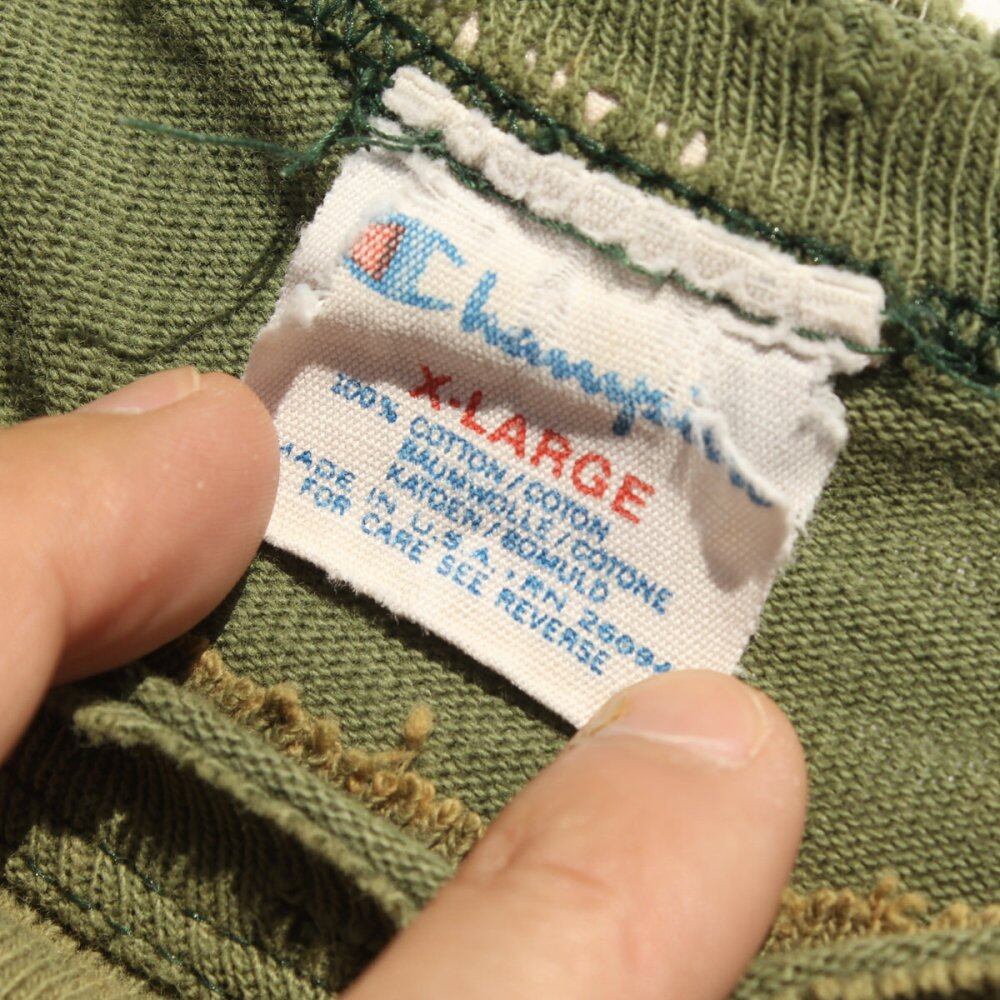 Champion
X-LARGE
100% COTTON/COTON
BAUMWOLLE/COTONE
KATOEN/BOMULD
MADE IN U.S.A. RN 26094
FOR CARE SEE REVERSE